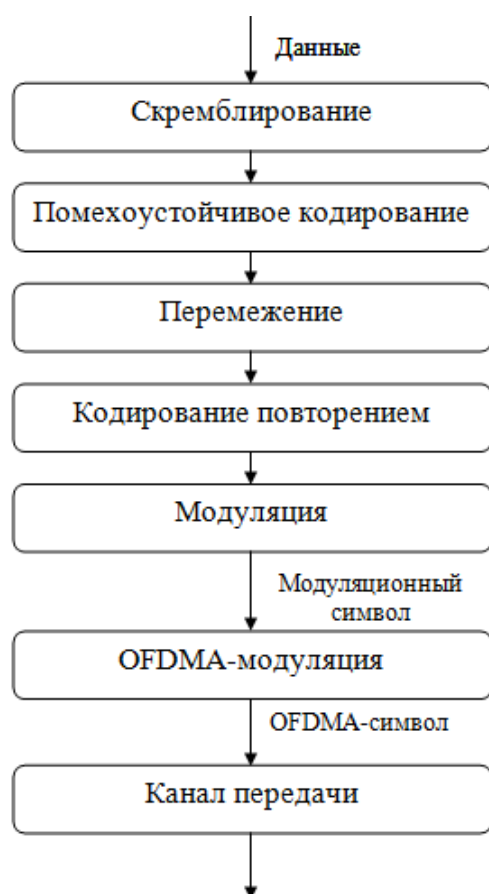 Данные
Скремблирование
Помехоустойчивое кодирование
Перемежение
Кодирование повторением
Модуляция
Модуляционный
символ
OFDMA-модуляция
OFDMA-символ
Канал передачи